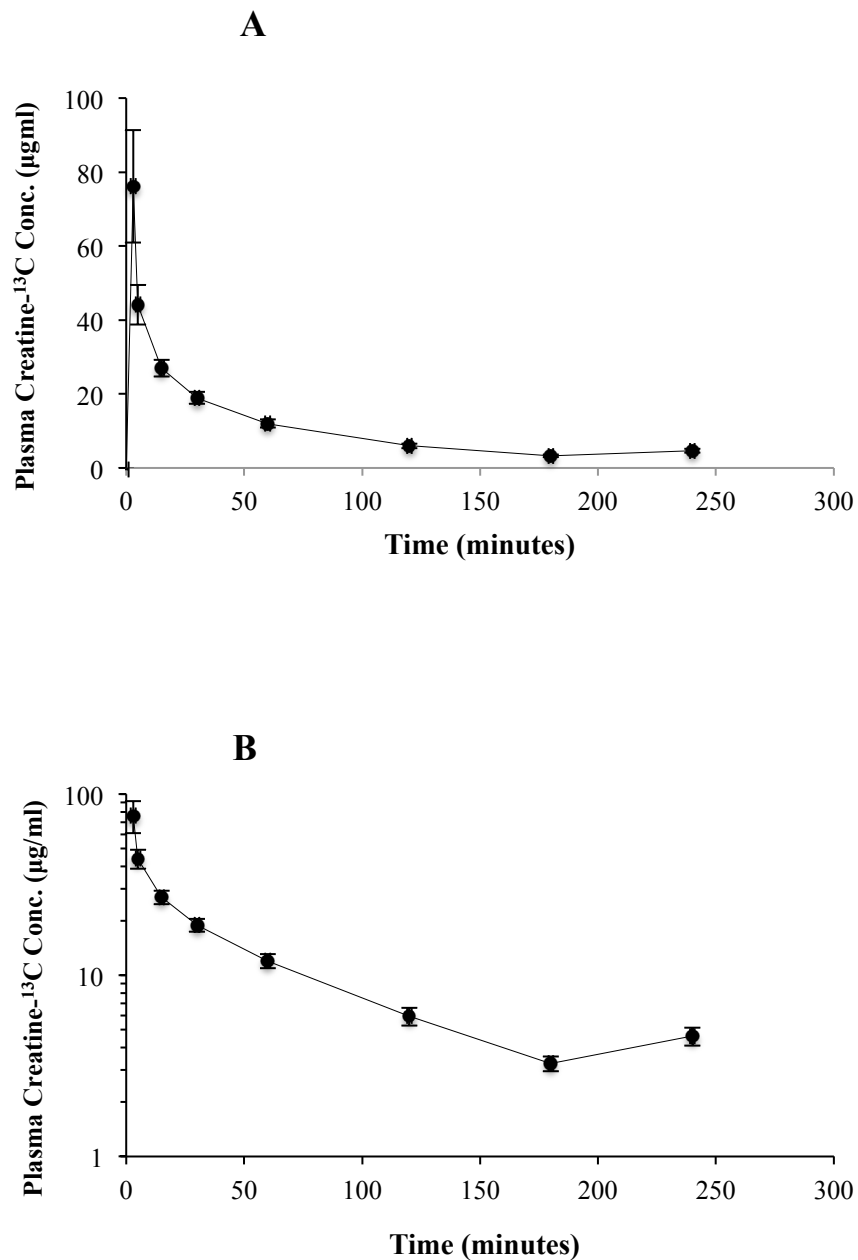 A
Plasma Creatine-¹³C Conc. (µgml)
100
80
60
40
20
0
0 50 100 150 200 250 300
Time (minutes)
B
Plasma Creatine-¹³C Conc. (µg/ml)
100
10
1
0 50 100 150 200 250 300
Time (minutes)